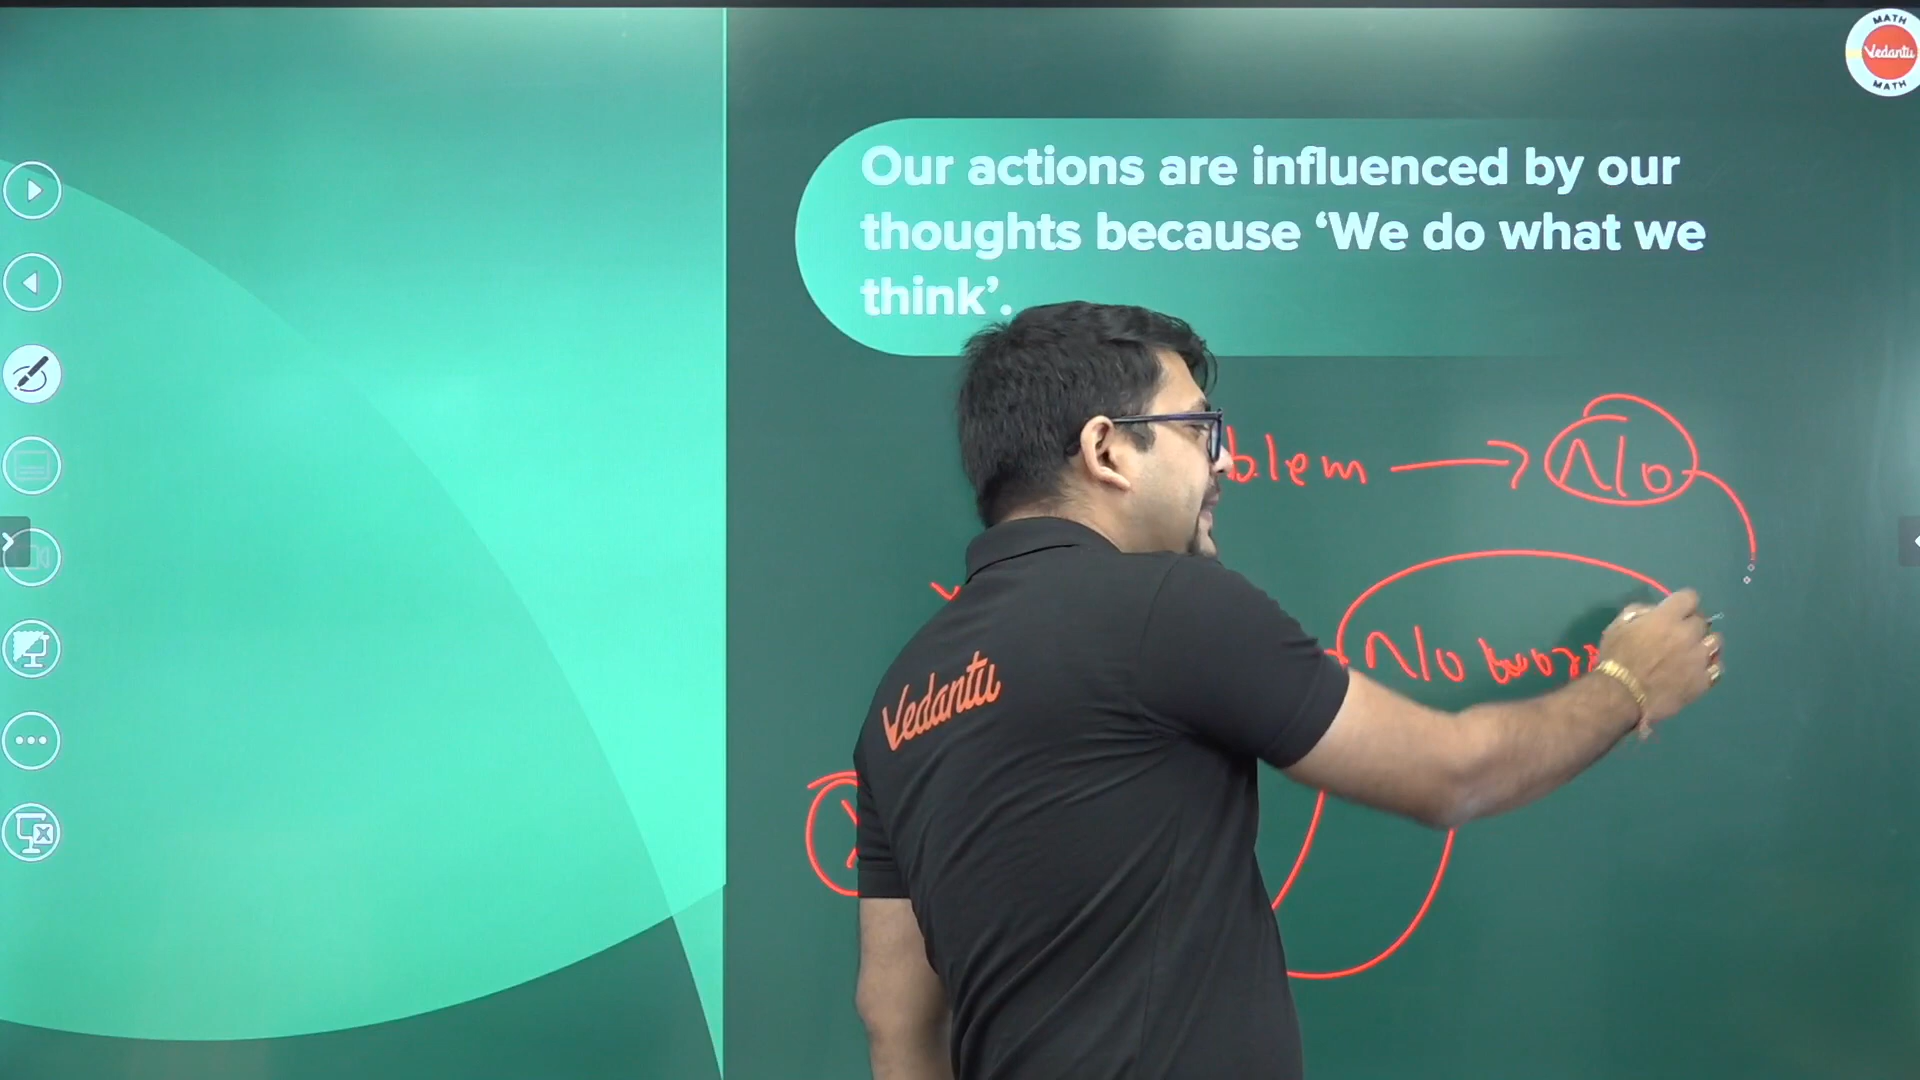 MATH
Vedantu
MATH
Our actions are influenced by our
thoughts because ‘We do what we
think’.
blem → No
No
Vedantu